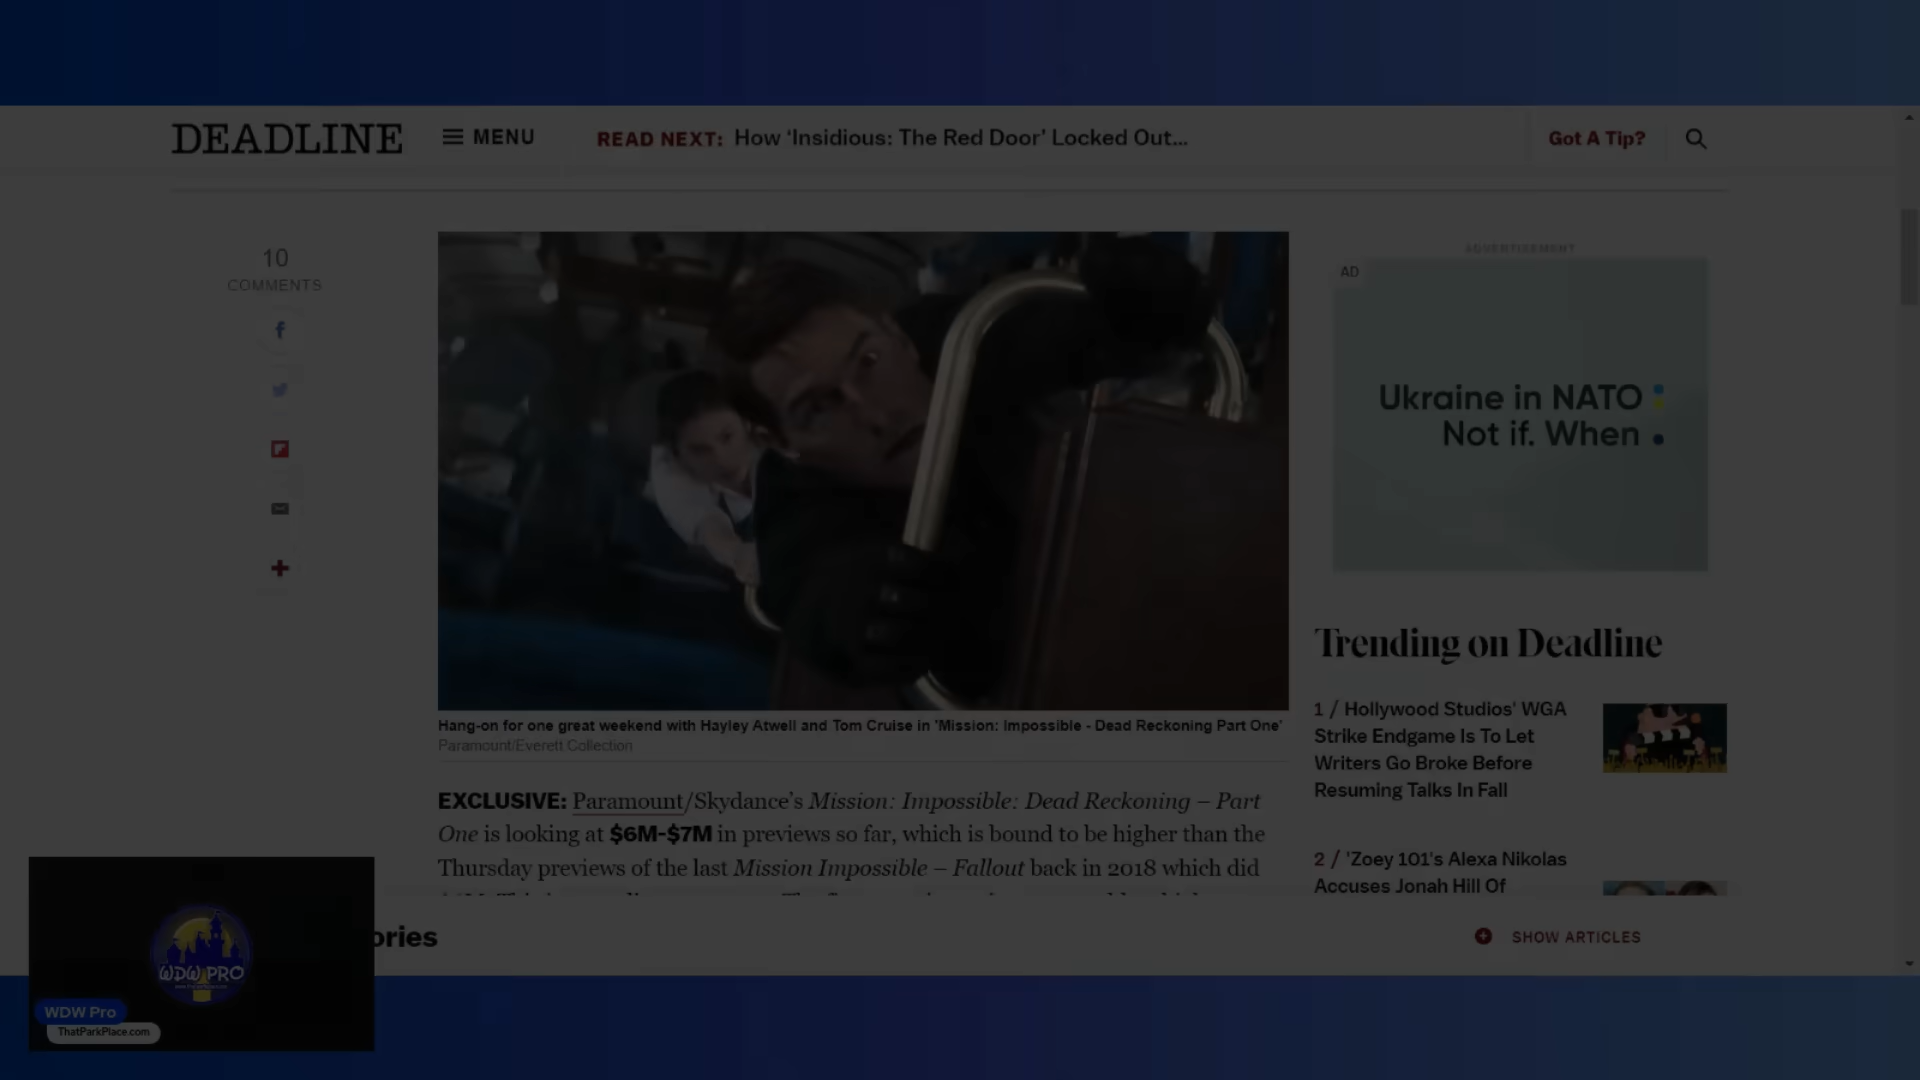 DEADLINE
MENU
READ NEXT: How ‘Insidious: The Red Door’ Locked Out...
Got A Tip?
10
COMMENTS
ADVERTISEMENT
AD
Ukraine in NATO
Not if. When
Hang-on for one great weekend with Hayley Atwell and Tom Cruise in 'Mission: Impossible - Dead Reckoning Part One'
Paramount/Everett Collection
EXCLUSIVE: Paramount/Skydance’s Mission: Impossible: Dead Reckoning – Part
One is looking at $6M-$7M in previews so far, which is bound to be higher than the
Thursday previews of the last Mission Impossible – Fallout back in 2018 which did
Trending on Deadline
1 / Hollywood Studios' WGA
Strike Endgame Is To Let
Writers Go Broke Before
Resuming Talks In Fall
2 / 'Zoey 101's Alexa Nikolas
Accuses Jonah Hill Of
ories
SHOW ARTICLES
WDW PRO
WDW Pro
ThatParkPlace.com